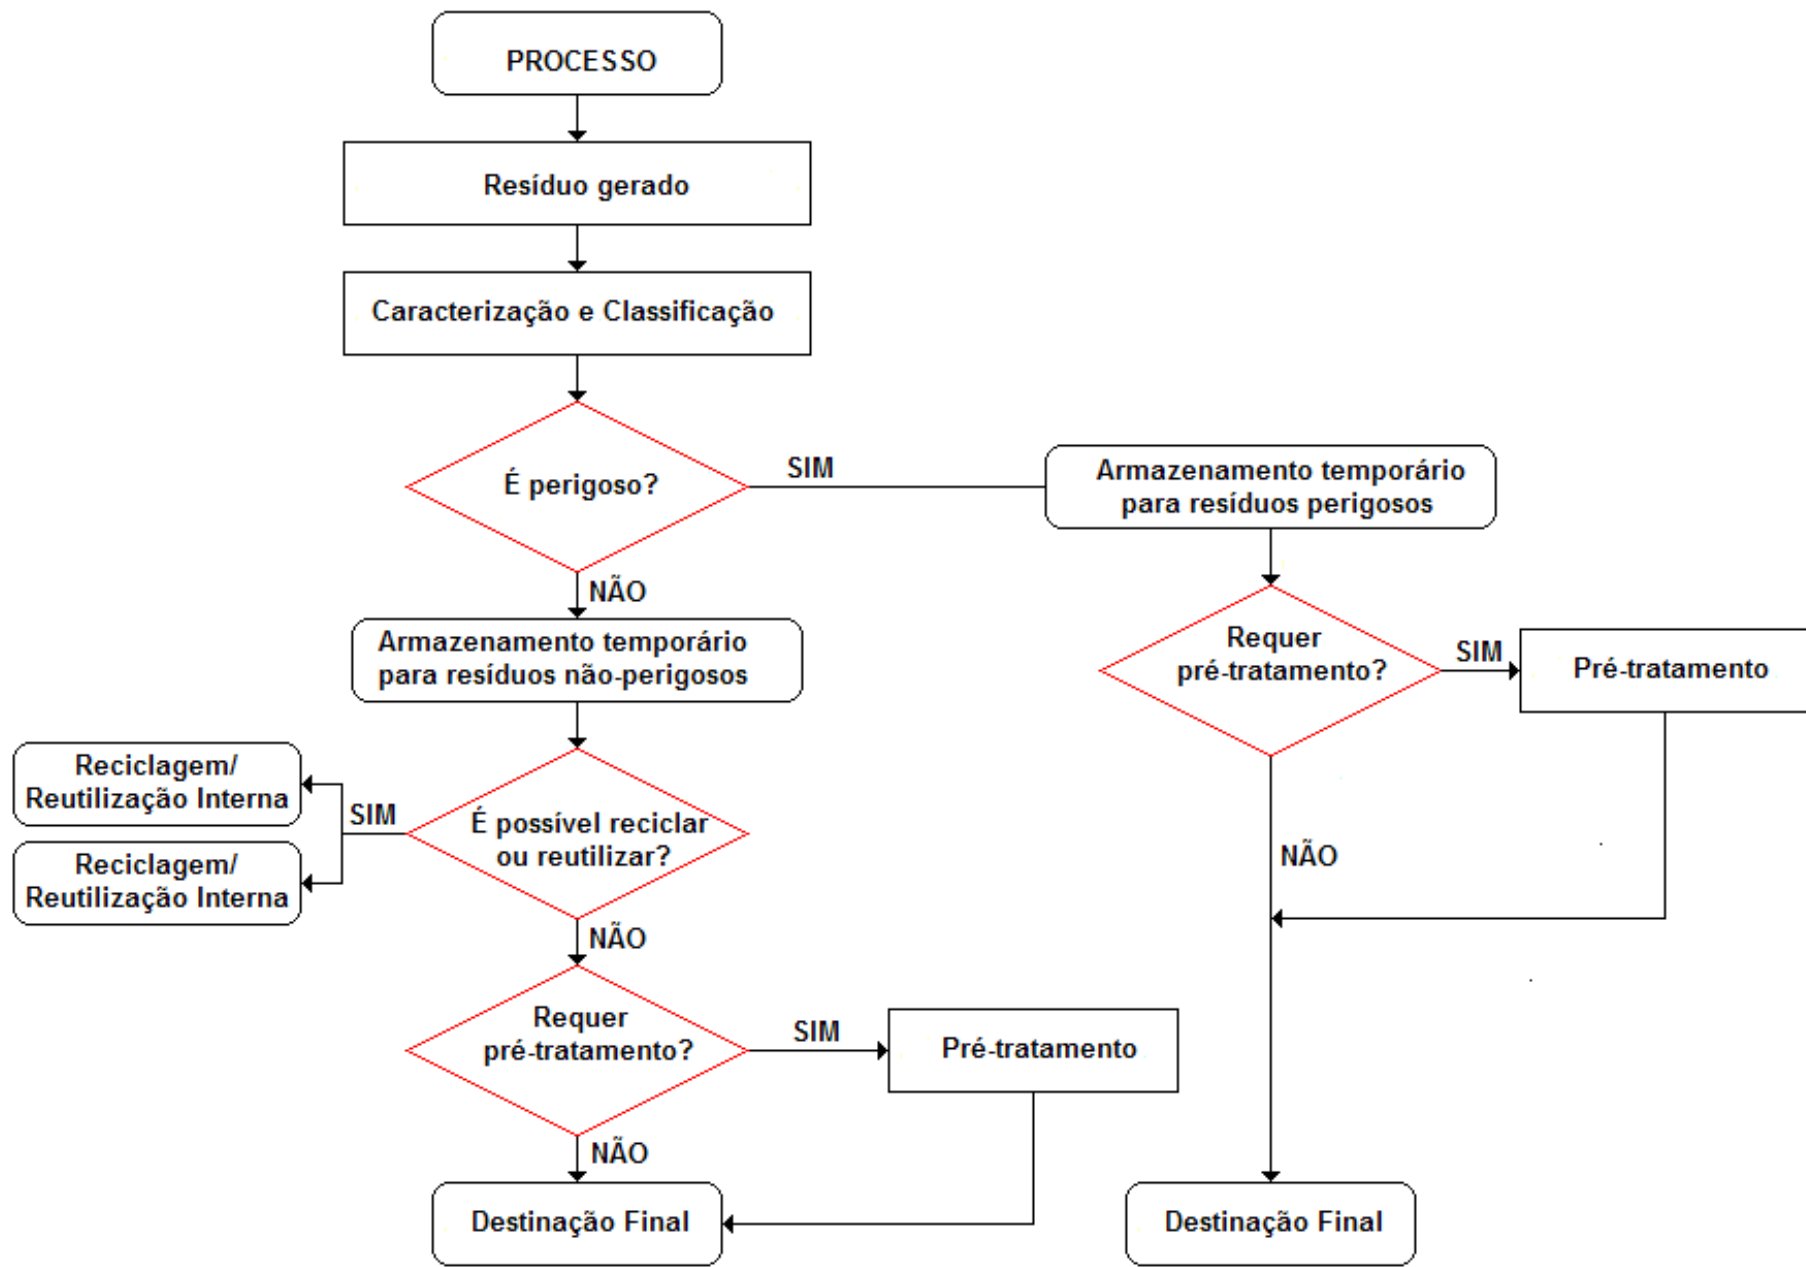 PROCESSO
Resíduo gerado
Caracterização e Classificação
É perigoso?
SIM
Armazenamento temporário
para resíduos perigosos
NÃO
Armazenamento temporário
para resíduos não-perigosos
Requer
pré-tratamento?
SIM
Pré-tratamento
Reciclagem/
Reutilização Interna
SIM
É possível reciclar
ou reutilizar?
Reciclagem/
Reutilização Interna
NÃO
NÃO
Requer
pré-tratamento?
SIM
Pré-tratamento
NÃO
Destinação Final
Destinação Final